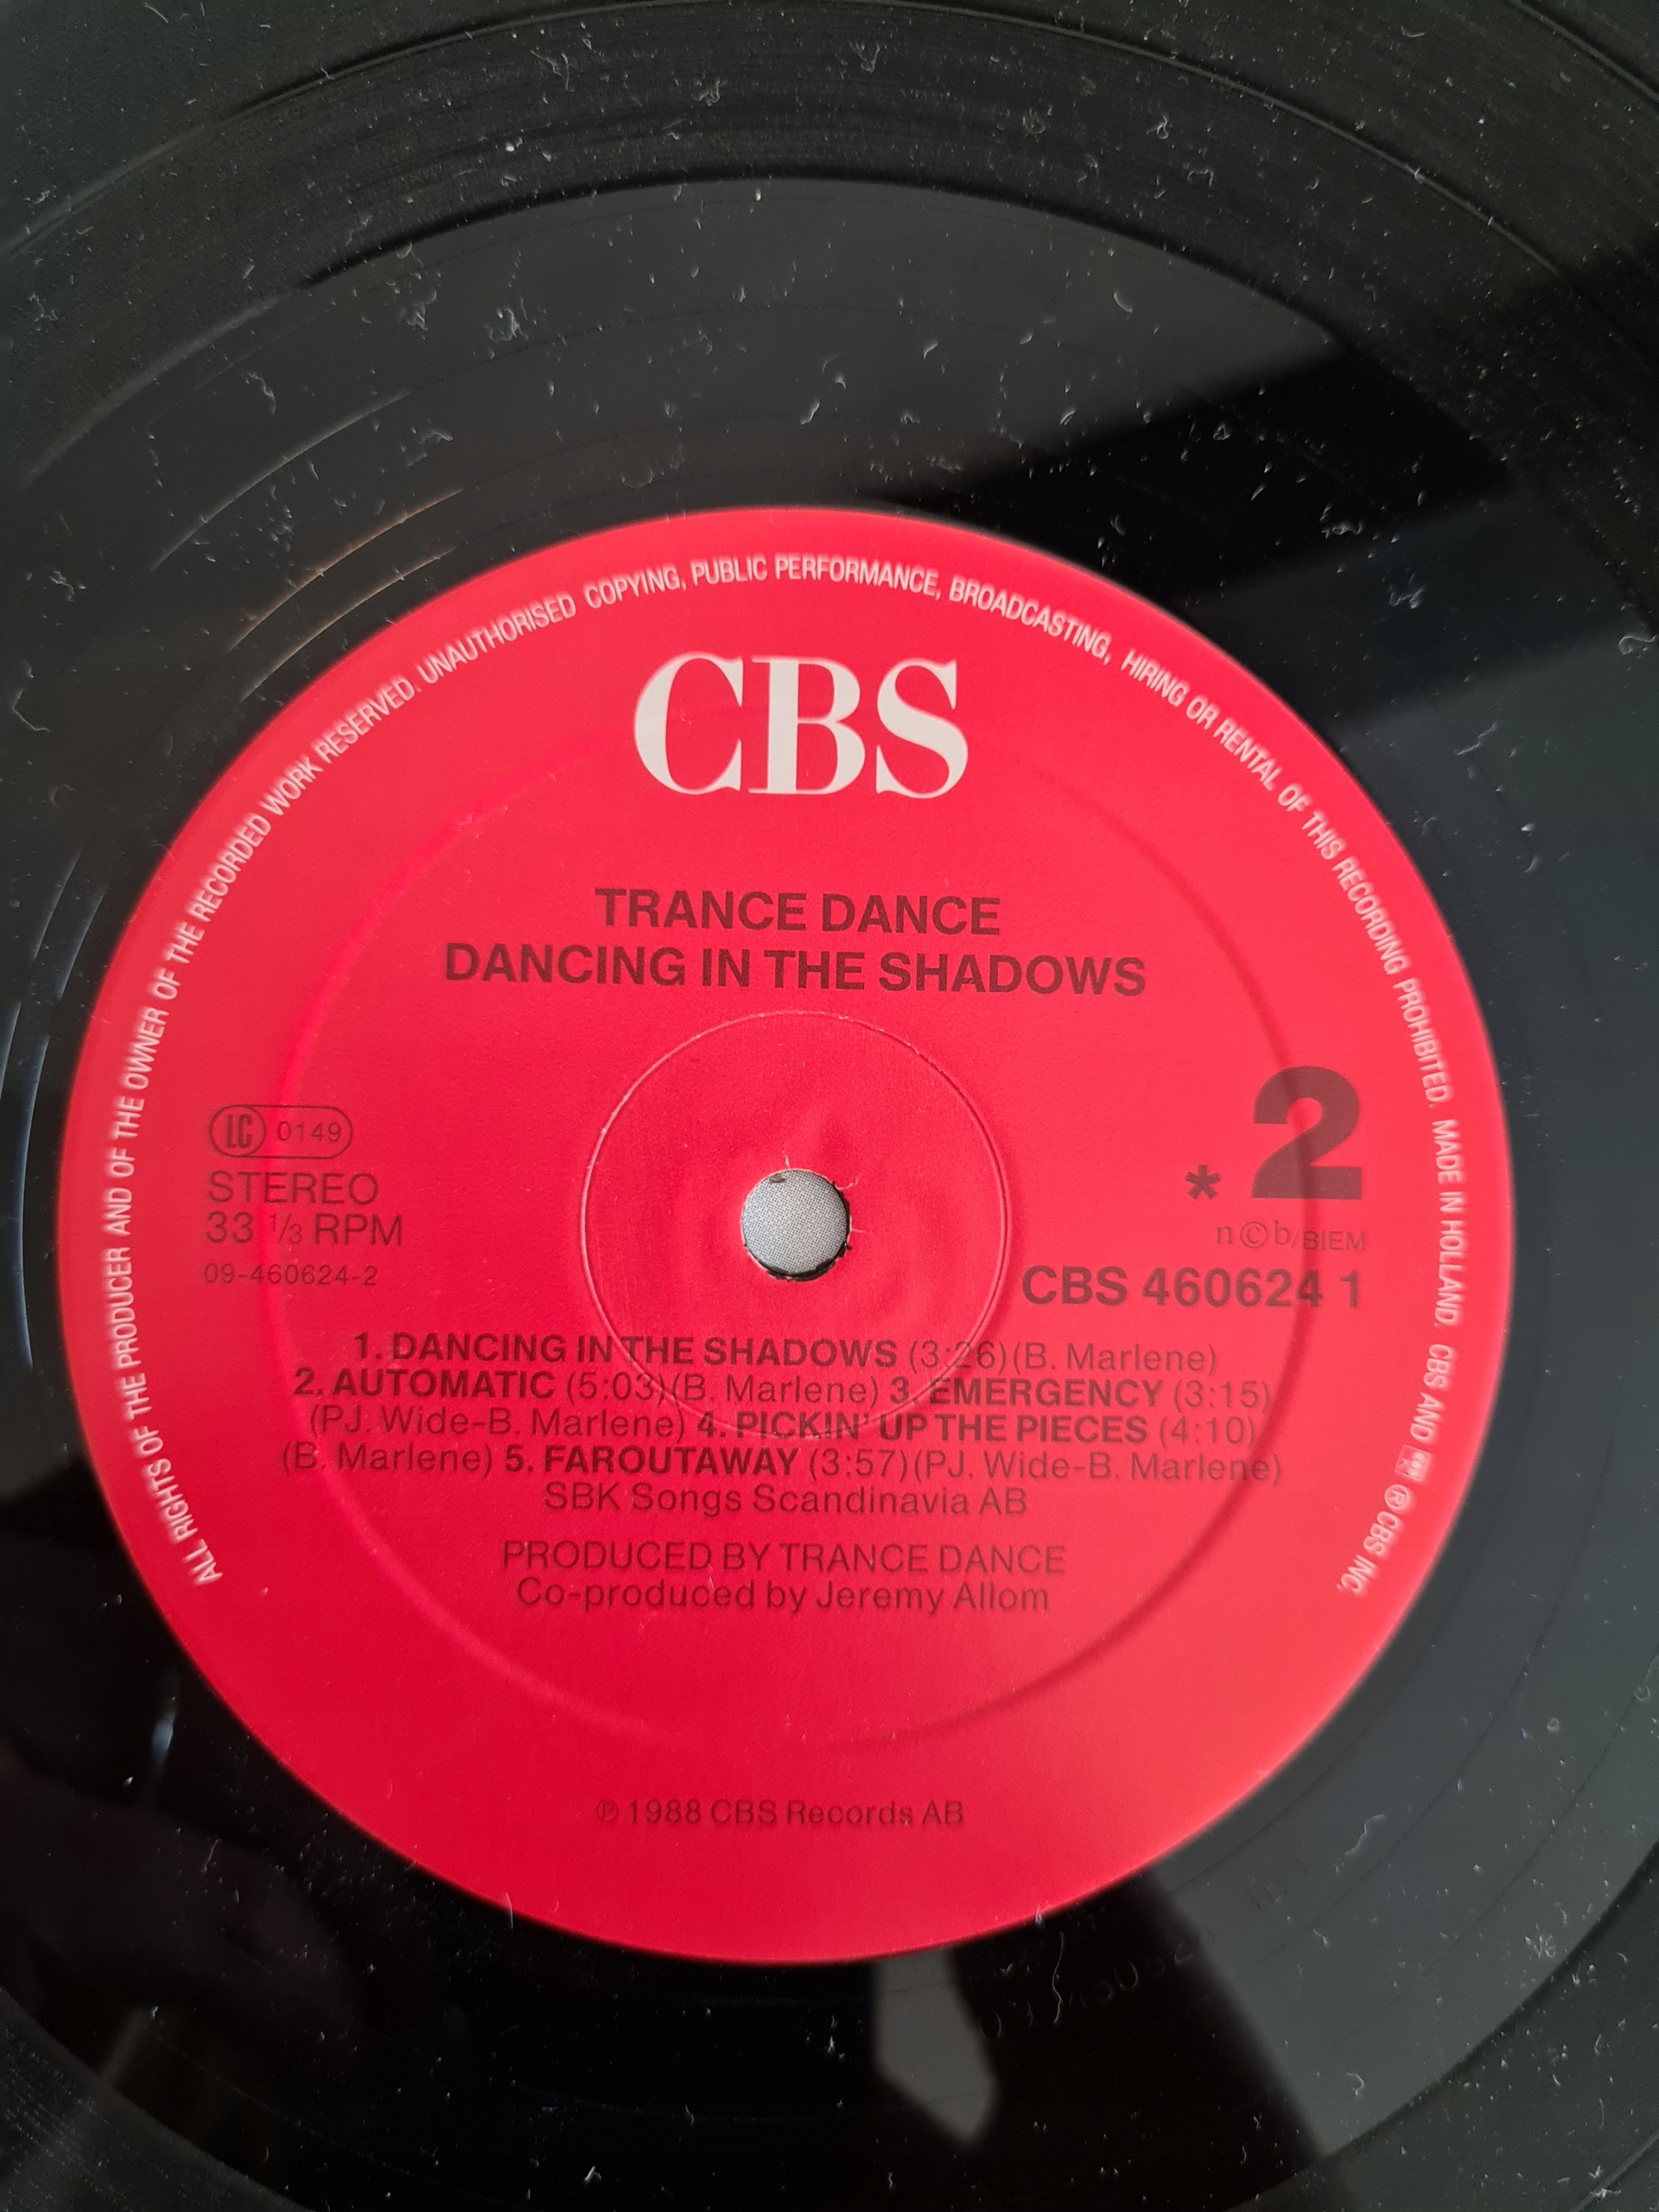 ALL RIGHTS OF THE PRODUCER AND OF THE OWNER OF THE RECORDED WORK RESERVED. UNAUTHORISED COPYING, PUBLIC PERFORMANCE, BROADCASTING, HIRING OR RENTAL OF THIS RECORDING PROHIBITED. MADE IN HOLLAND. CBS AND ® CBS INC.
CBS
TRANCE DANCE
DANCING IN THE SHADOWS
LC 0149
STEREO
33 1/3 RPM
09-460624-2
* 2
n©b/BIEM
CBS 460624 1
1. DANCING IN THE SHADOWS (3:26)(B. Marlene)
2. AUTOMATIC (5:03)(B. Marlene) 3. EMERGENCY (3:15)
(PJ. Wide-B. Marlene) 4. PICKIN' UP THE PIECES (4:10)
(B. Marlene) 5. FAROUTAWAY (3:57)(PJ. Wide-B. Marlene)
SBK Songs Scandinavia AB
PRODUCED BY TRANCE DANCE
Co-produced by Jeremy Allom
℗ 1988 CBS Records AB